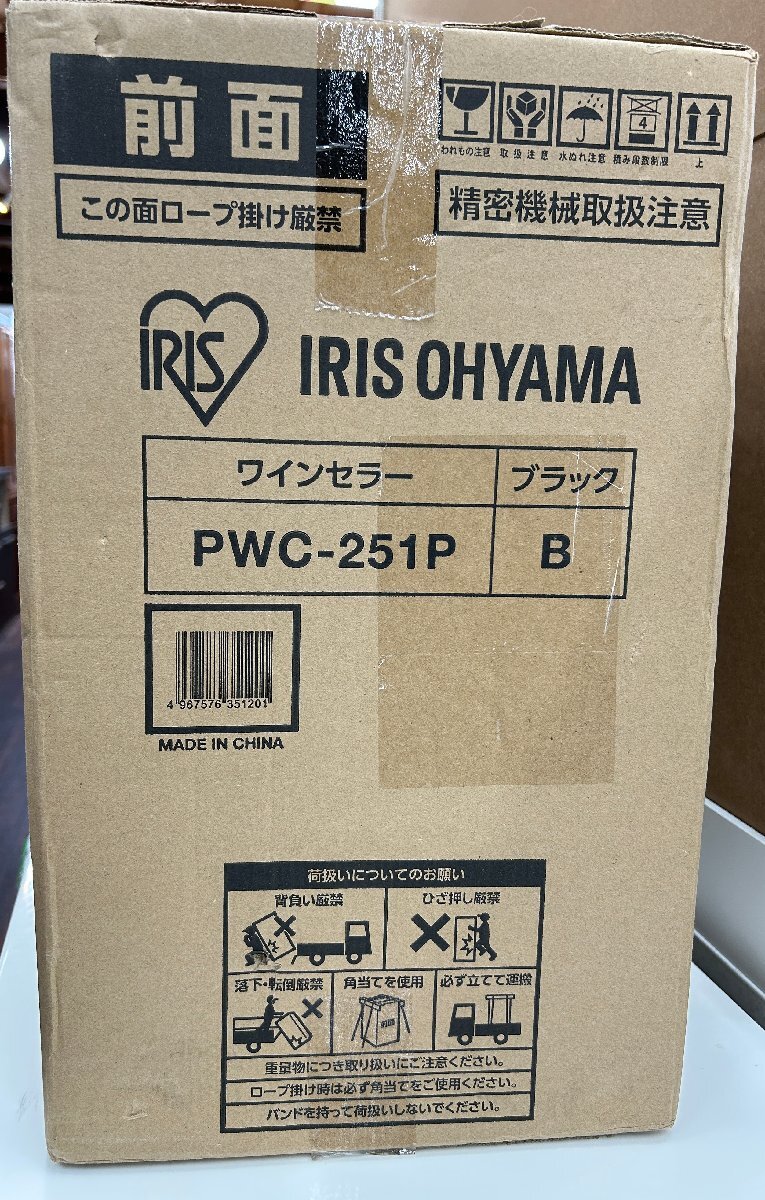 前面
われもの注意 取扱注意 水ぬれ注意 積み段数制限 上
4
この面ロープ掛け厳禁
精密機械取扱注意
IRIS
IRIS OHYAMA
ワインセラー ブラック
PWC-251P B
4 967576 351201
MADE IN CHINA
荷扱いについてのお願い
背負い厳禁 ひざ押し厳禁
落下・転倒厳禁 角当てを使用 必ず立てて運搬
重量物につき取り扱いにご注意ください。
ロープ掛け時は必ず角当てをご使用ください。
バンドを持って荷扱いしないでください。